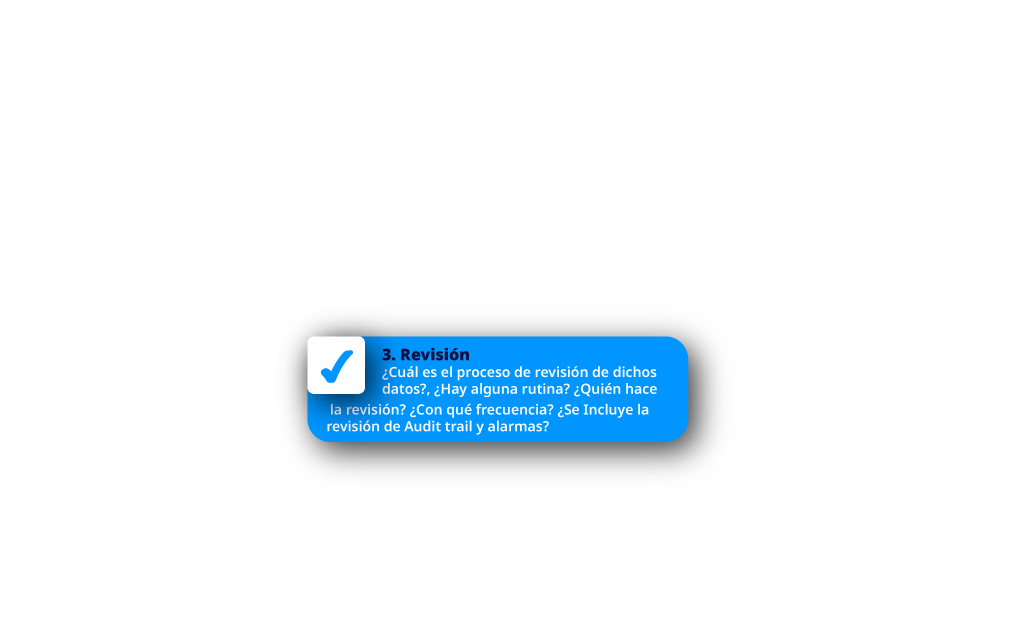 3. Revisión
¿Cuál es el proceso de revisión de dichos
datos?, ¿Hay alguna rutina? ¿Quién hace
la revisión? ¿Con qué frecuencia? ¿Se Incluye la
revisión de Audit trail y alarmas?